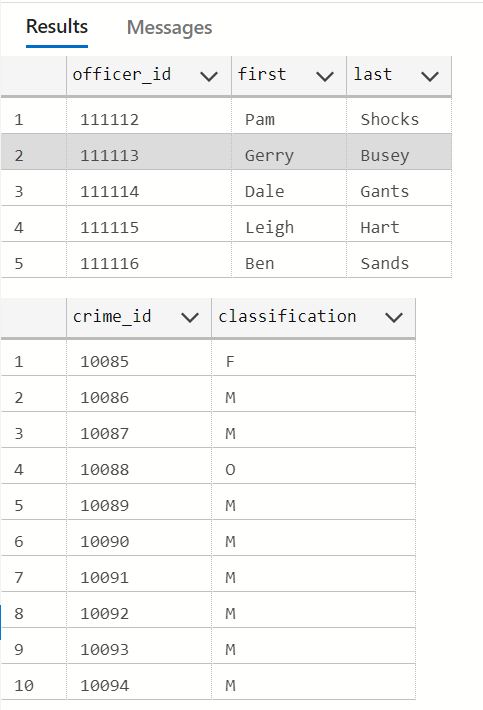 Results Messages
officer_id first last
1 111112 Pam Shocks
2 111113 Gerry Busey
3 111114 Dale Gants
4 111115 Leigh Hart
5 111116 Ben Sands
crime_id classification
1 10085 F
2 10086 M
3 10087 M
4 10088 O
5 10089 M
6 10090 M
7 10091 M
8 10092 M
9 10093 M
10 10094 M